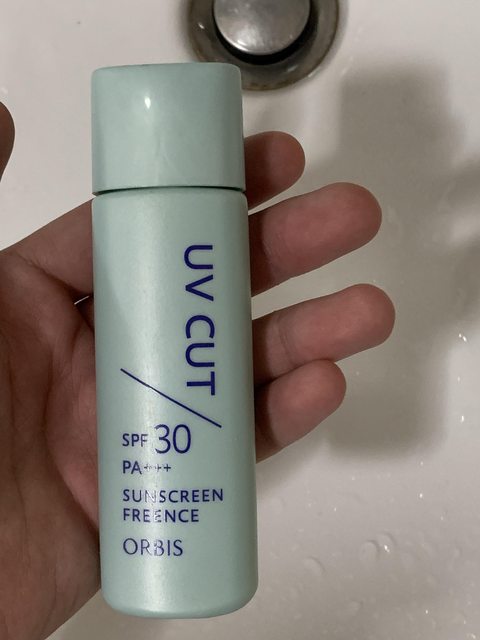 UV CUT
SPF 30
PA+++
SUNSCREEN
FREENCE
ORBIS